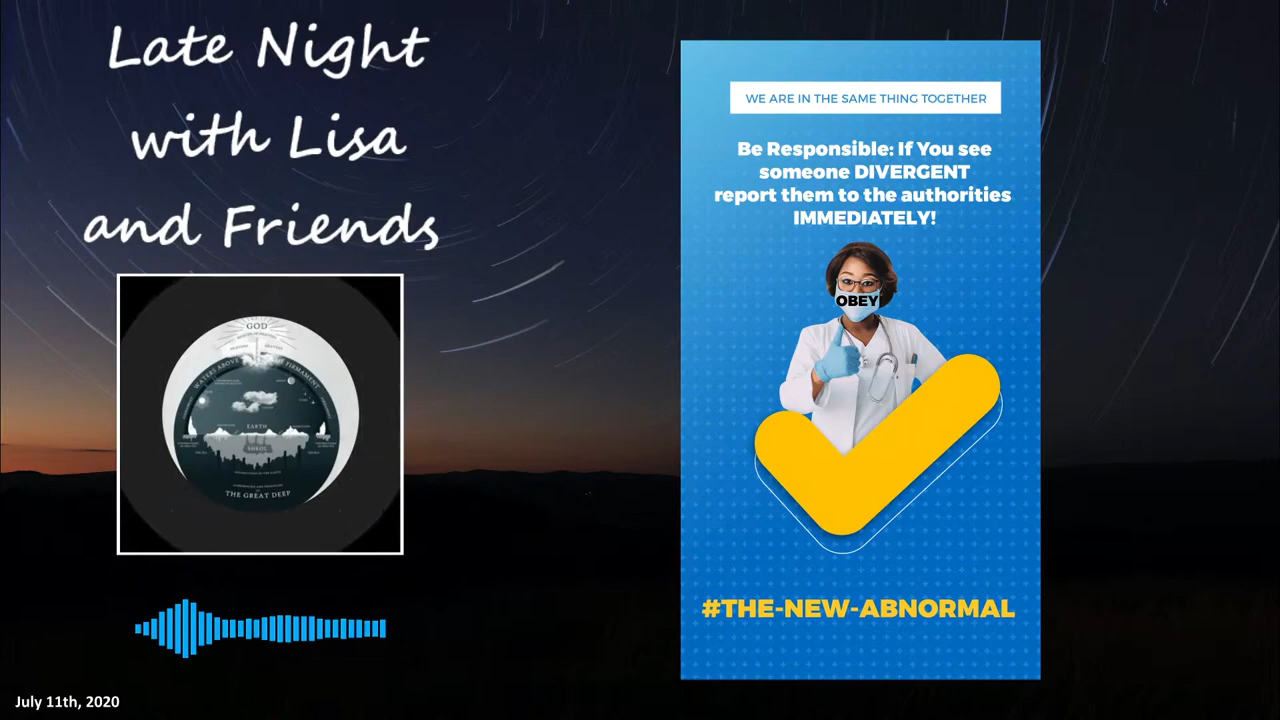 Late Night
with Lisa
and Friends
GOD
WATERS ABOVE
FIRMAMENT
EARTH
SHEOL
THE GREAT DEEP
July 11th, 2020
WE ARE IN THE SAME THING TOGETHER
Be Responsible: If You see
someone DIVERGENT
report them to the authorities
IMMEDIATELY!
OBEY
#THE-NEW-ABNORMAL